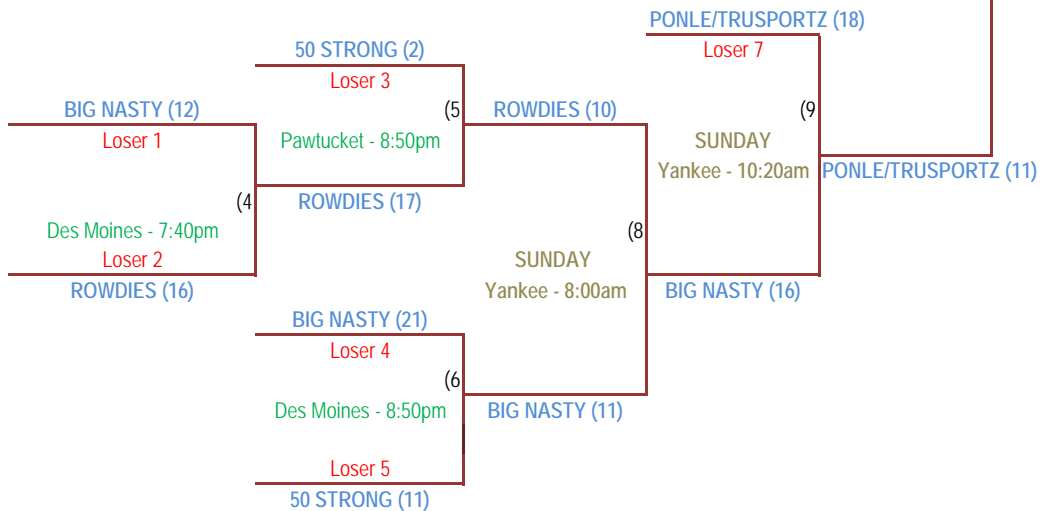 PONLE/TRUSPORTZ (18)
Loser 7
50 STRONG (2)
Loser 3
BIG NASTY (12)
Loser 1
(5
ROWDIES (10)
(9
Pawtucket - 8:50pm
SUNDAY
Yankee - 10:20am
PONLE/TRUSPORTZ (11)
ROWDIES (17)
(4
Des Moines - 7:40pm
Loser 2
ROWDIES (16)
(8
SUNDAY
Yankee - 8:00am
BIG NASTY (16)
BIG NASTY (21)
Loser 4
(6
Des Moines - 8:50pm
BIG NASTY (11)
Loser 5
50 STRONG (11)